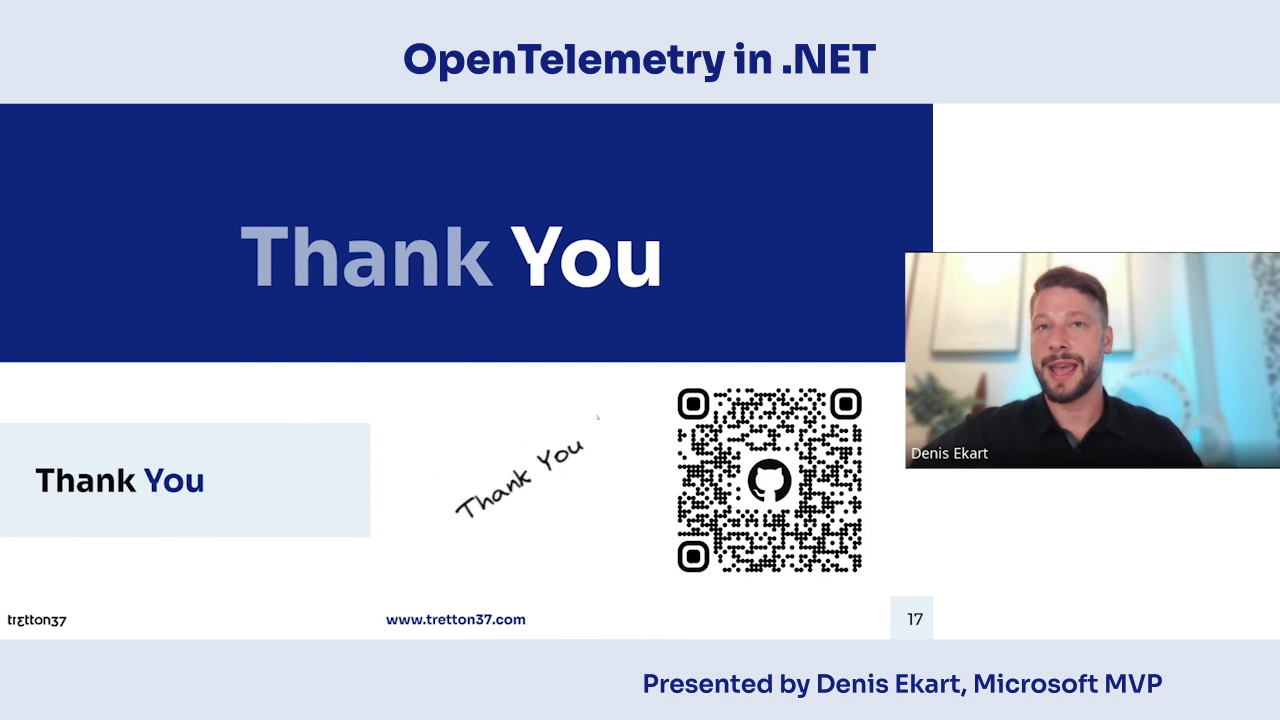 OpenTelemetry in .NET
Thank You
Denis Ekart
Thank You
Thank You
trɛtton37
www.tretton37.com
17
Presented by Denis Ekart, Microsoft MVP